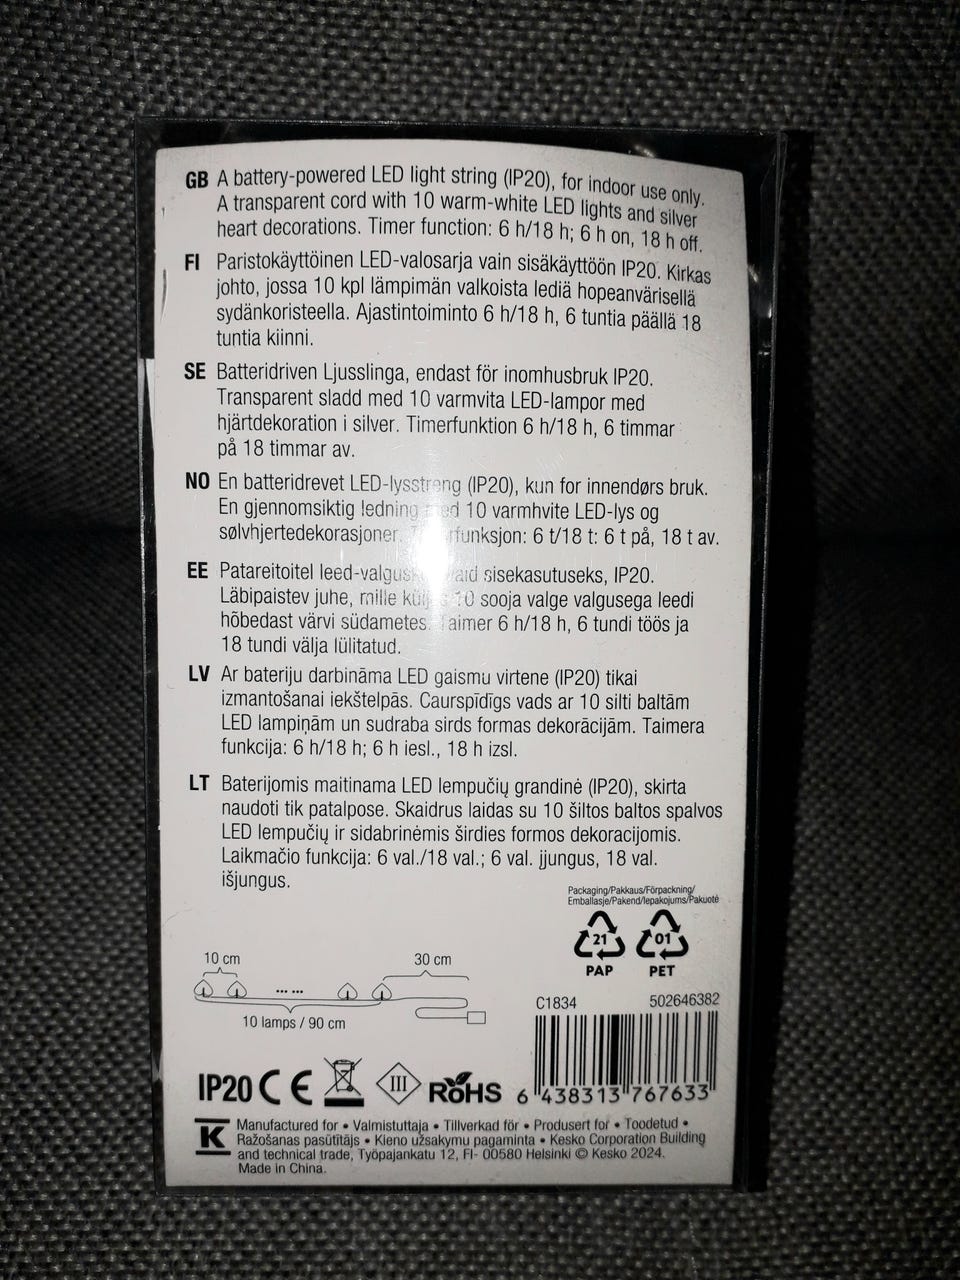 GB A battery-powered LED light string (IP20), for indoor use only.
A transparent cord with 10 warm-white LED lights and silver
heart decorations. Timer function: 6 h/18 h; 6 h on, 18 h off.
FI Paristokäyttöinen LED-valosarja vain sisäkäyttöön IP20. Kirkas
johto, jossa 10 kpl lämpimän valkoista lediä hopeanvärisellä
sydänkoristeella. Ajastintoiminto 6 h/18 h, 6 tuntia päällä 18
tuntia kiinni.
SE Batteridriven Ljusslinga, endast för inomhusbruk IP20.
Transparent sladd med 10 varmvita LED-lampor med
hjärtdekoration i silver. Timerfunktion 6 h/18 h, 6 timmar
på 18 timmar av.
NO En batteridrevet LED-lysstreng (IP20), kun for innendørs bruk.
En gjennomsiktig ledning med 10 varmhvite LED-lys og
sølvhjertedekorasjoner. 6 t/18 t: 6 t på, 18 t av.
EE Patareitoitel sisekasutuseks, IP20.
Läbipaistev juhe, mille 10 sooja valge valgusega leedi
hõbedast värvi südametes. Taimer 6 h/18 h, 6 tundi töös ja
18 tundi välja lülitatud.
LV Ar bateriju darbināma LED gaismu virtene (IP20) tikai
izmantošanai iekštelpās. Caurspīdīgs vads ar 10 silti baltām
LED lampiņām un sudraba sirds formas dekorācijām. Taimera
funkcija: 6 h/18 h; 6 h iesl., 18 h izsl.
LT Baterijomis maitinama LED lempučių grandinė (IP20), skirta
naudoti tik patalpose. Skaidrus laidas su 10 šiltos baltos spalvos
LED lempučių ir sidabrinėmis širdies formos dekoracijomis.
Laikmačio funkcija: 6 val./18 val.; 6 val. įjungus, 18 val.
išjungus.
Packaging/Pakkaus/Förpackning/
Emballasje/Pakend/Iepakojums/Pakuotė
21 01
PAP PET
10 cm 30 cm
10 lamps / 90 cm
C1834 502646382
6 438313 767633
IP20 CE III RoHS
K
Manufactured for • Valmistuttaja • Tillverkad för • Produsert for • Toodetud •
Ražošanas pasūtītājs • Kieno užsakymu pagaminta • Kesko Corporation Building
and technical trade, Työpajankatu 12, FI- 00580 Helsinki © Kesko 2024.
Made in China.